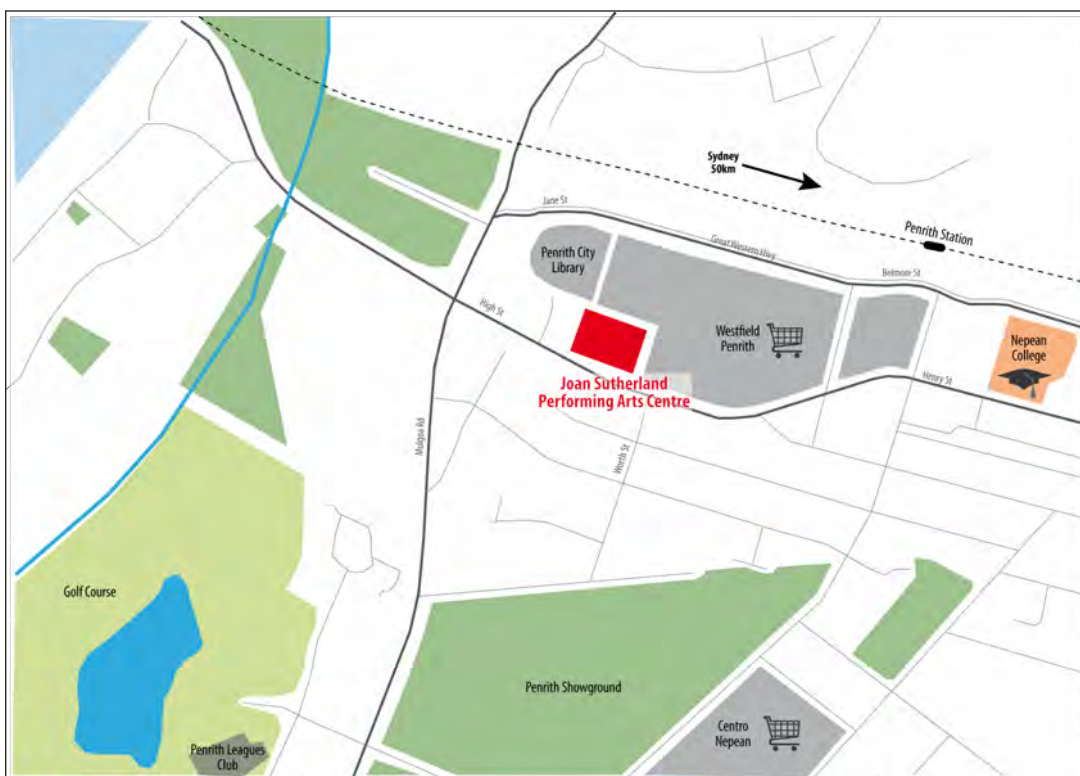 Sydney
50km
Jane St
Penrith Station
Great Western Hwy
Penrith City
Library
Belmore St
High St
Westfield
Penrith
Nepean
College
Joan Sutherland
Performing Arts Centre
Henry St
Mulgoa Rd
Worth St
Golf Course
Penrith Showground
Centro
Nepean
Penrith Leagues
Club